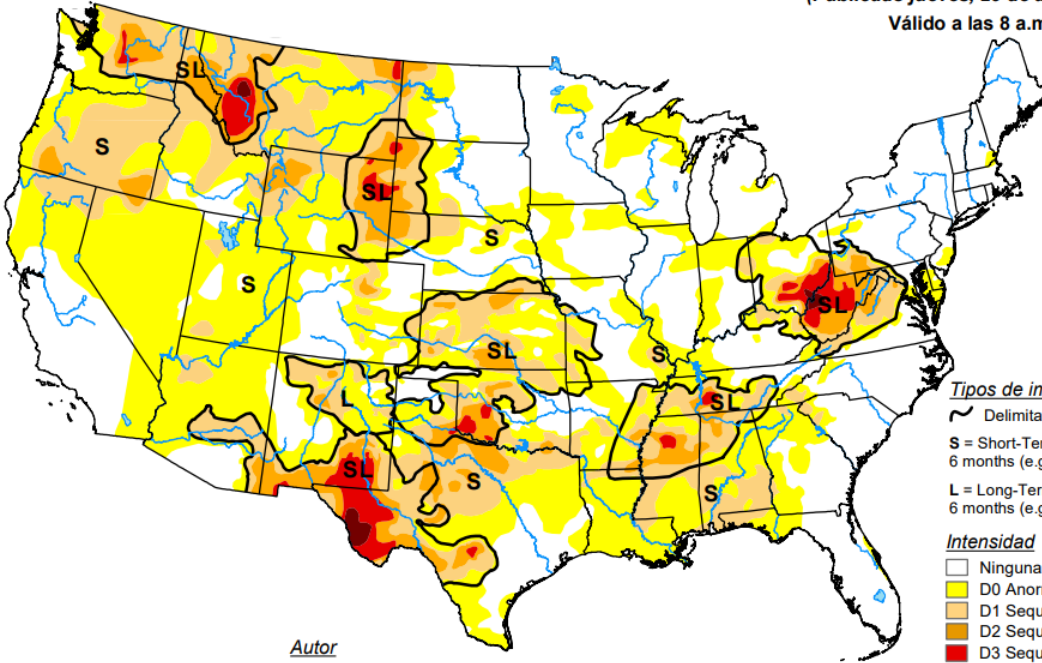 Válido a las 8 a.m
SL
S
SL
S
S
SL
S
SL
S
L
SL
SL
S
S
SL
Tipos de in
Delimita
S = Short-Ter
6 months (e.g
L = Long-Ter
6 months (e.g
Intensidad
Ninguna
D0 Anor
D1 Sequ
D2 Sequ
D3 Sequ
Autor